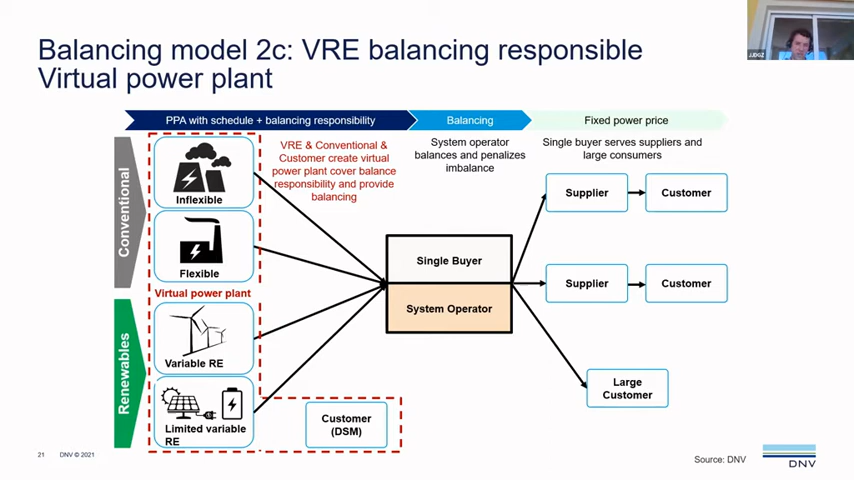 Balancing model 2c: VRE balancing responsible
Virtual power plant
JJDGZ
PPA with schedule + balancing responsibility
Balancing
Fixed power price
VRE & Conventional &
Customer create virtual
power plant cover balance
responsibility and provide
balancing
System operator
balances and penalizes
imbalance
Single buyer serves suppliers and
large consumers
Conventional
Inflexible
Flexible
Virtual power plant
Renewables
Variable RE
Limited variable
RE
Customer
(DSM)
Single Buyer
System Operator
Supplier
Customer
Supplier
Customer
Large
Customer
21
DNV © 2021
Source: DNV
DNV